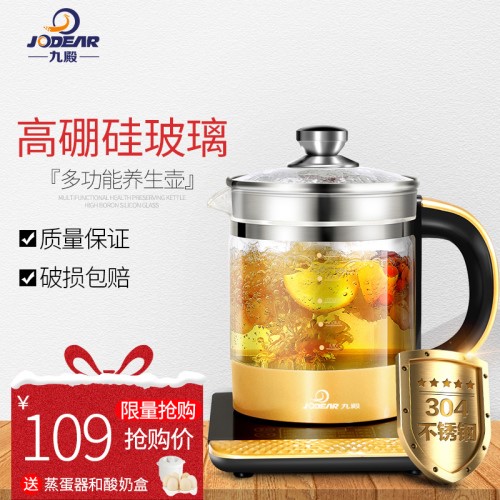 JODEAR
九殿
高硼硅玻璃
『多功能养生壶』
MULTI FUNCTIONAL HEALTH PRESERVING KETTLE
HIGH BORON SILICON GLASS
质量保证
破损包赔
JODEAR 九殿
304
不锈钢
¥109
限量抢购
抢购价
送 蒸蛋器和酸奶盒